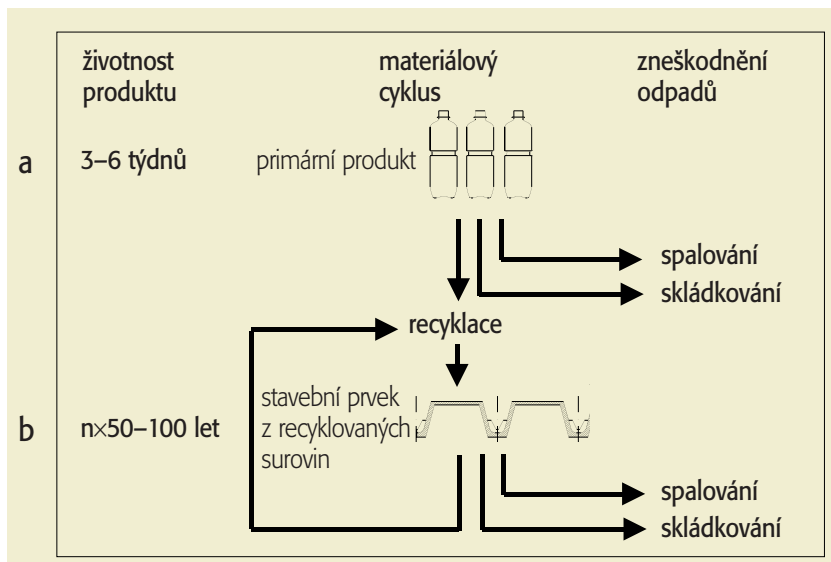 životnost
produktu
materiálový
cyklus
zneškodnění
odpadů
a
3–6 týdnů
primární produkt
spalování
skládkování
recyklace
b
n×50–100 let
stavební prvek
z recyklovaných
surovin
spalování
skládkování